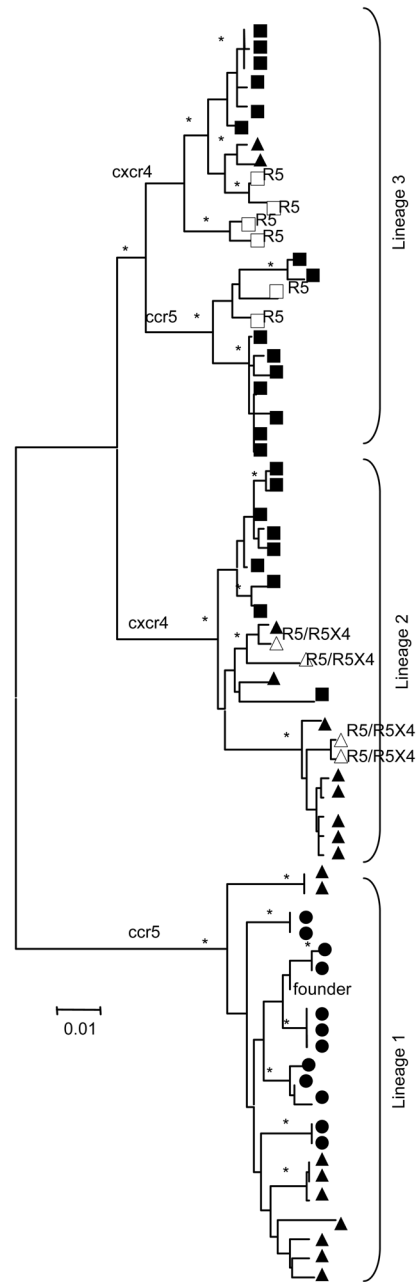 *
*
*
cxcr4
R5
*
R5
*
R5
R5
*
*
R5
ccr5
*
R5
*
Lineage 3
*
*
*
cxcr4
*
R5/R5X4
R5/R5X4
R5/R5X4
*
R5/R5X4
Lineage 2
*
*
ccr5
*
*
founder
*
0.01
*
*
*
Lineage 1